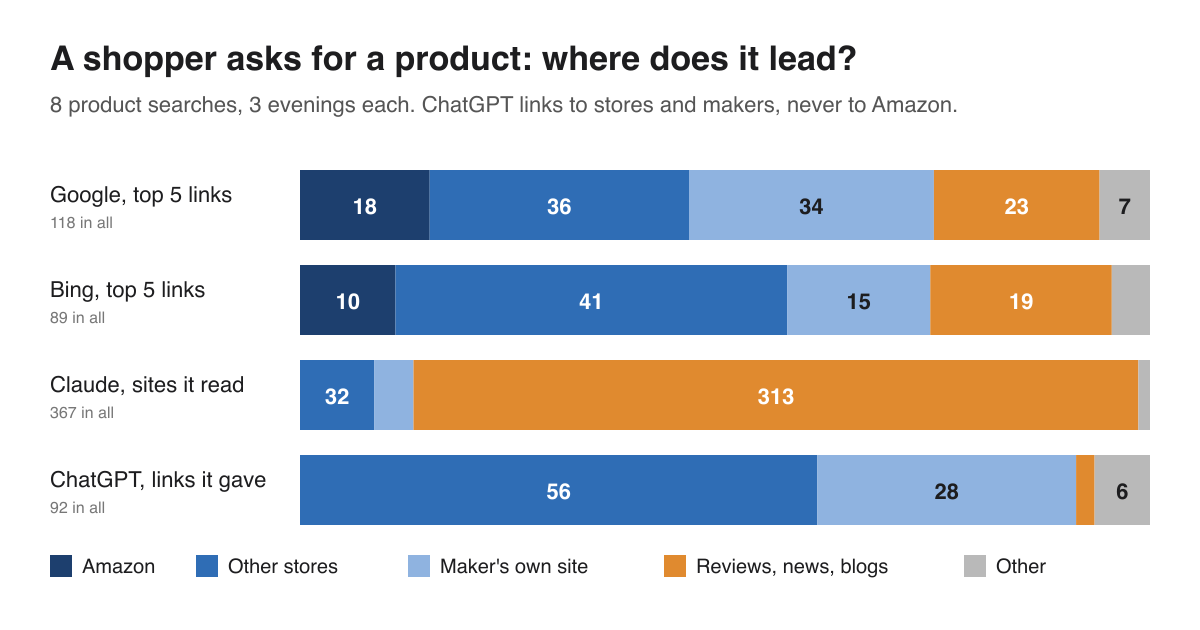 A shopper asks for a product: where does it lead?
8 product searches, 3 evenings each. ChatGPT links to stores and makers, never to Amazon.
Google, top 5 links
118 in all
18 36 34 23 7
Bing, top 5 links
89 in all
10 41 15 19
Claude, sites it read
367 in all
32 313
ChatGPT, links it gave
92 in all
56 28 6
Amazon Other stores Maker's own site Reviews, news, blogs Other